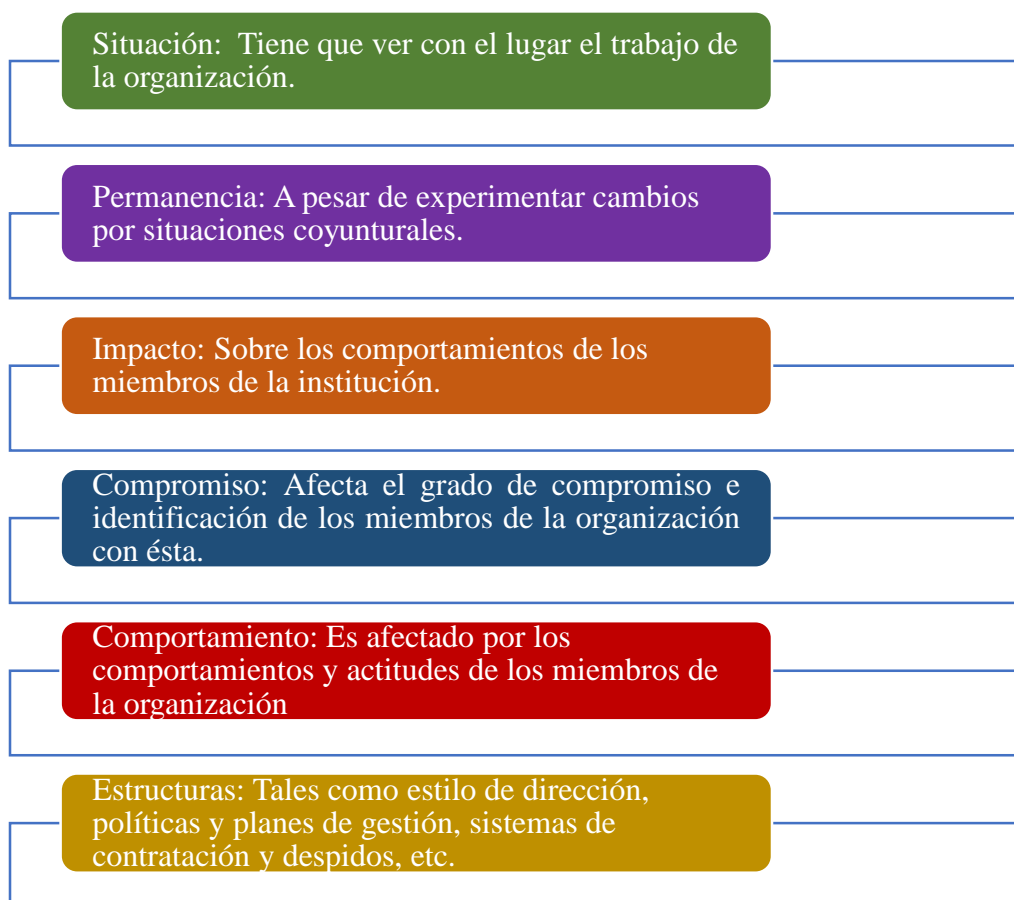 Situación: Tiene que ver con el lugar el trabajo de
la organización.
Permanencia: A pesar de experimentar cambios
por situaciones coyunturales.
Impacto: Sobre los comportamientos de los
miembros de la institución.
Compromiso: Afecta el grado de compromiso e
identificación de los miembros de la organización
con ésta.
Comportamiento: Es afectado por los
comportamientos y actitudes de los miembros de
la organización
Estructuras: Tales como estilo de dirección,
políticas y planes de gestión, sistemas de
contratación y despidos, etc.